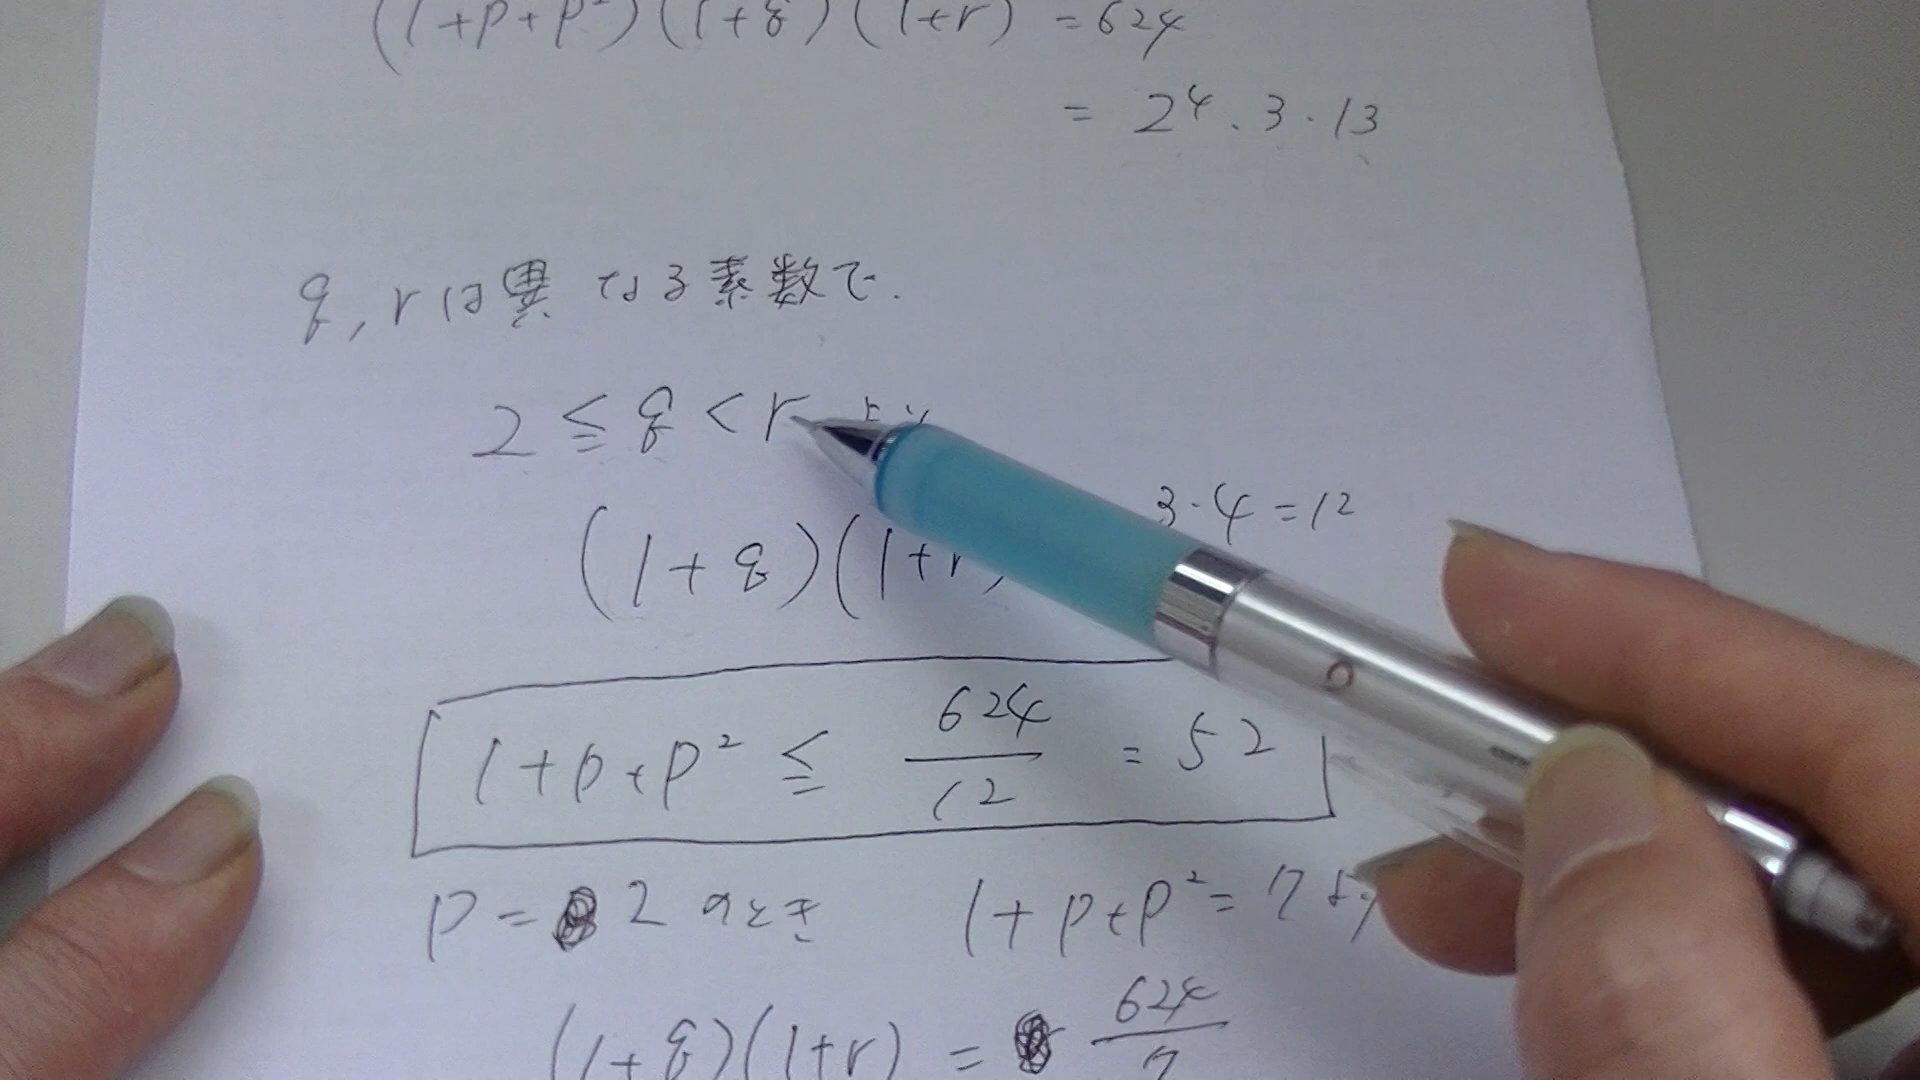 (1+p+p²)(1+q)(1+r) = 624
= 2⁴・3・13
q, rは異なる素数で.
2 ≦ q < r より
3・4=12
(1+q)(1+r)
1+p+p² ≦ 624/12 = 52
p = 2 のとき 1+p+p² = 7 より
(1+q)(1+r) = 624/7